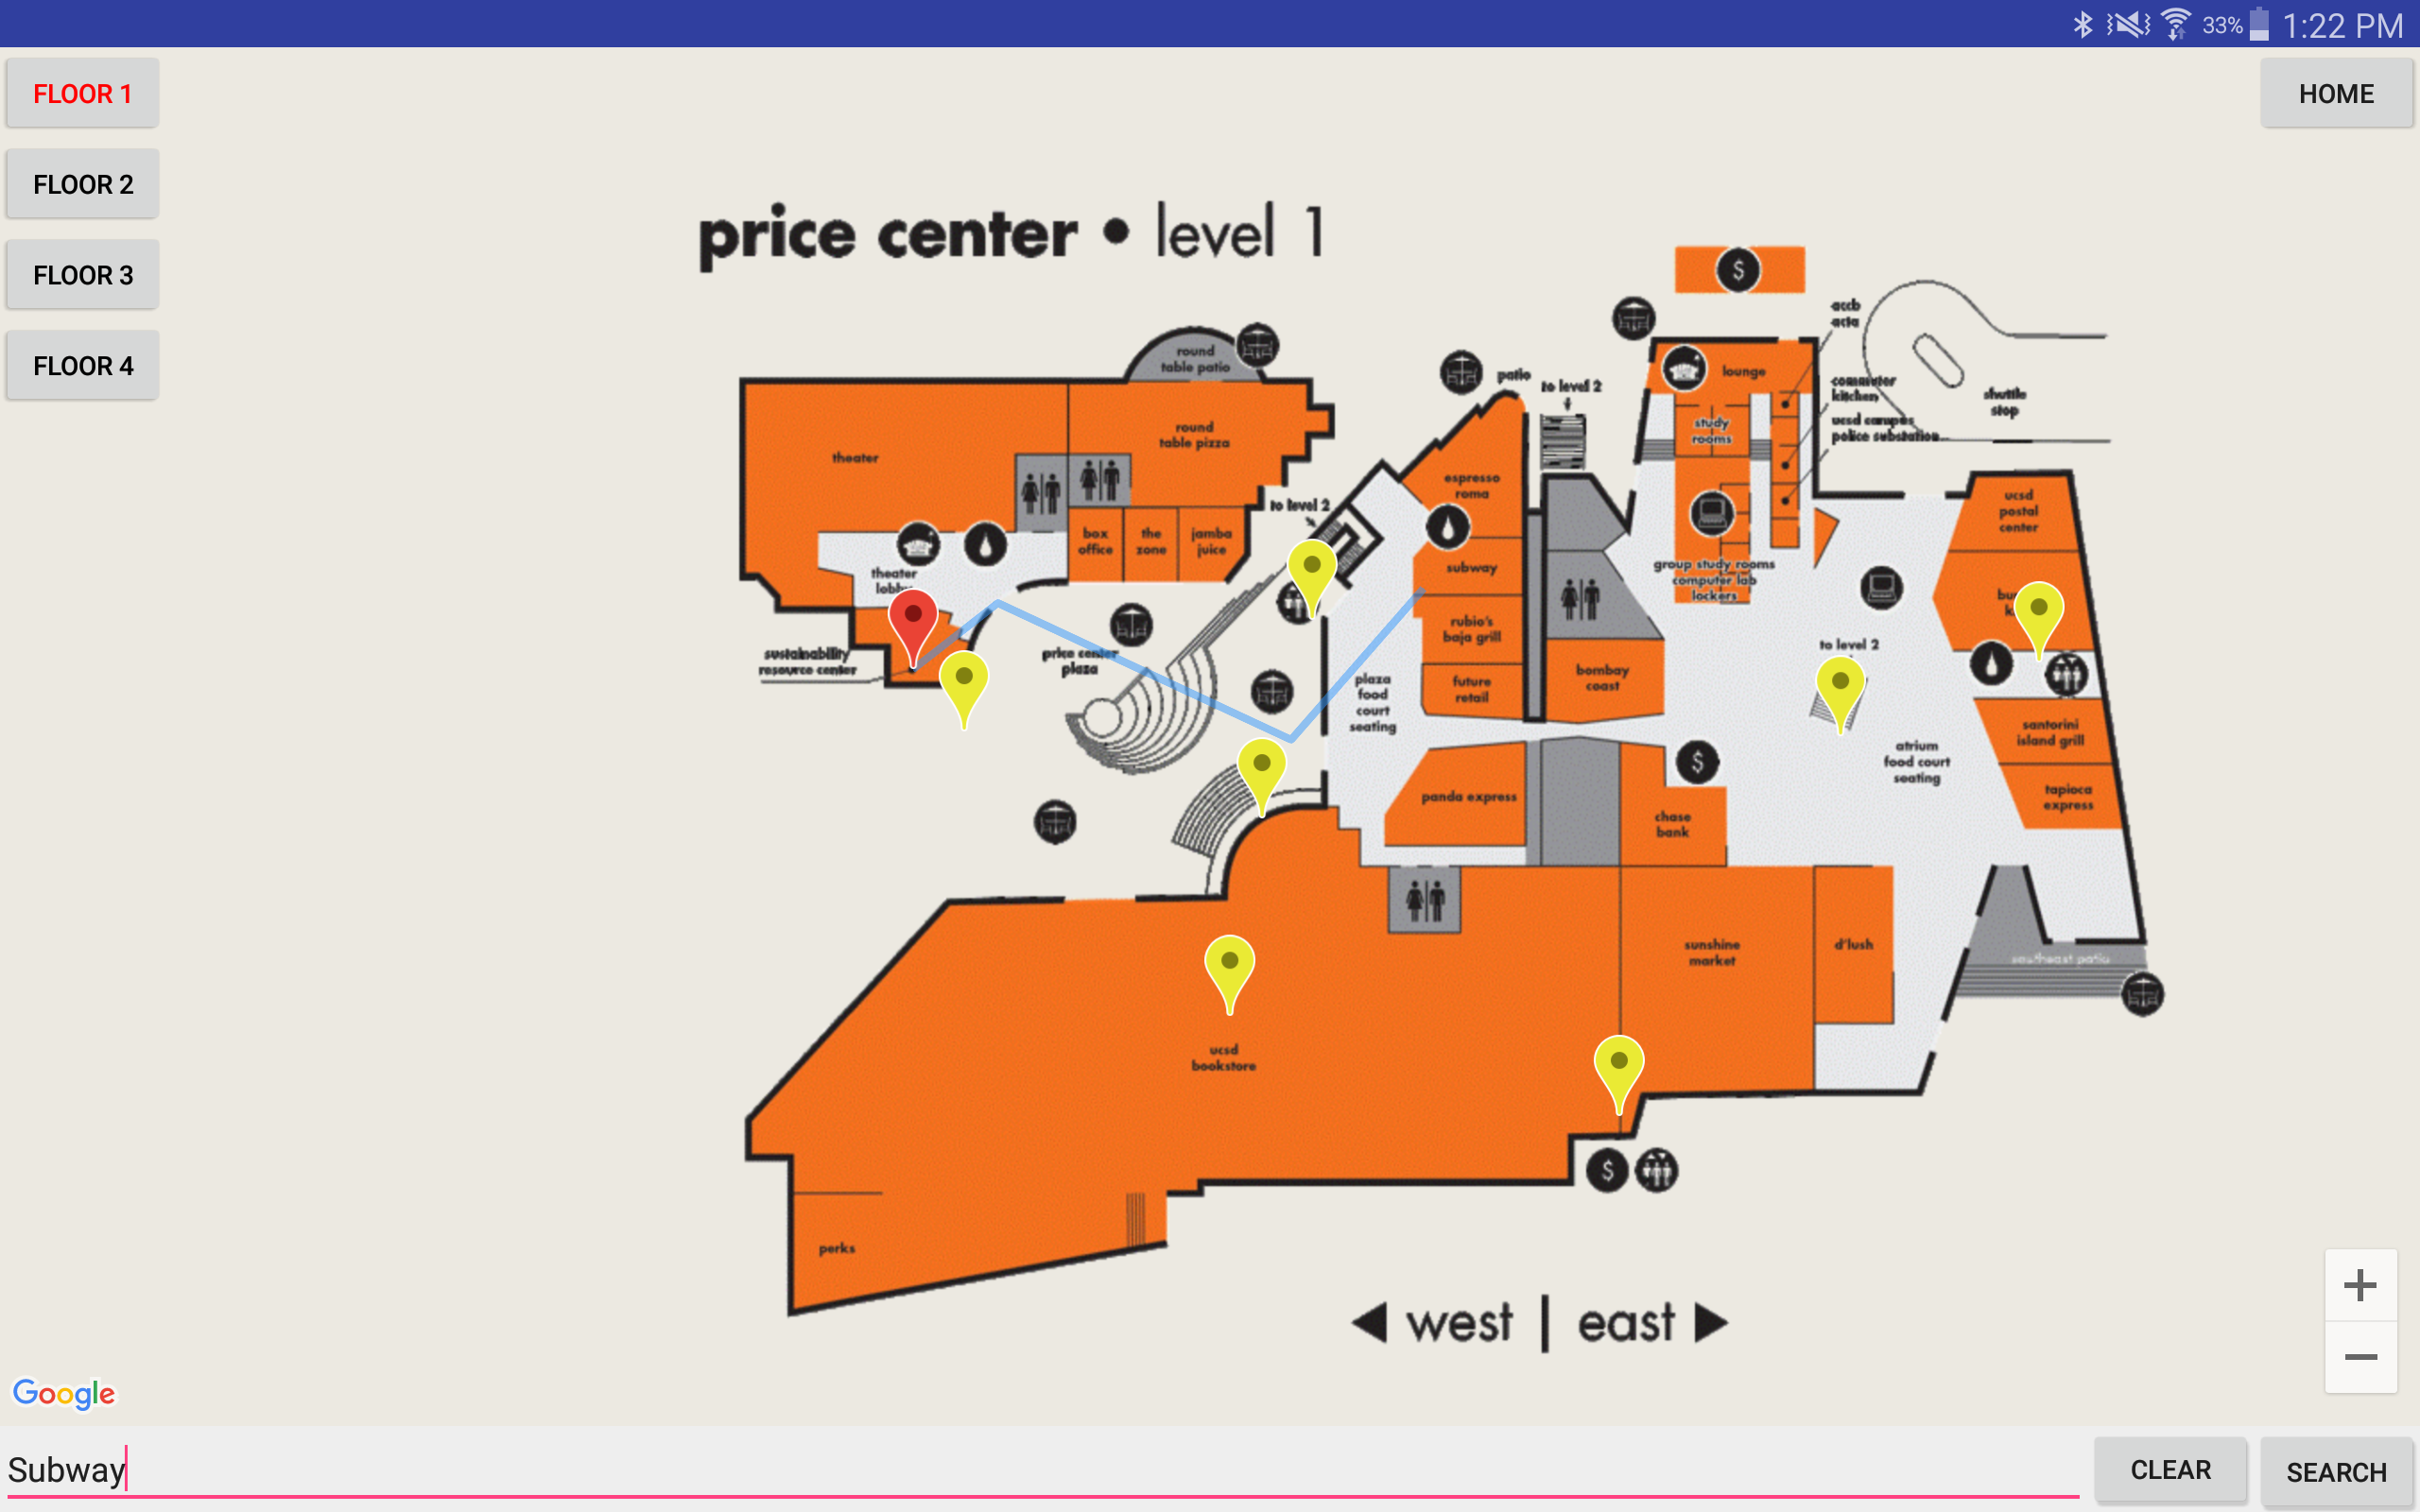 33% 1:22 PM
FLOOR 1
HOME
FLOOR 2
FLOOR 3
FLOOR 4
price center • level 1
$
accb
acta
round
table patio
lounge
patio
to level 2
commuter
kitchen
shuttle
stop
ucsd campus
police substation
study
rooms
round
table pizza
theater
espresso
roma
ucsd
postal
center
to level 2
box
office
the
zone
jamba
juice
theater
lobby
subway
group study rooms
computer lab
lockers
rubio's
baja grill
to level 2
sustainability
resource center
price center
plaza
bombay
coast
future
retail
plaza
food
court
seating
santorini
island grill
atrium
food court
seating
$
panda express
chase
bank
tapioca
express
sunshine
market
d'lush
southeast patio
ucsd
bookstore
$
perks
west | east
Google
+
−
Subway
CLEAR
SEARCH